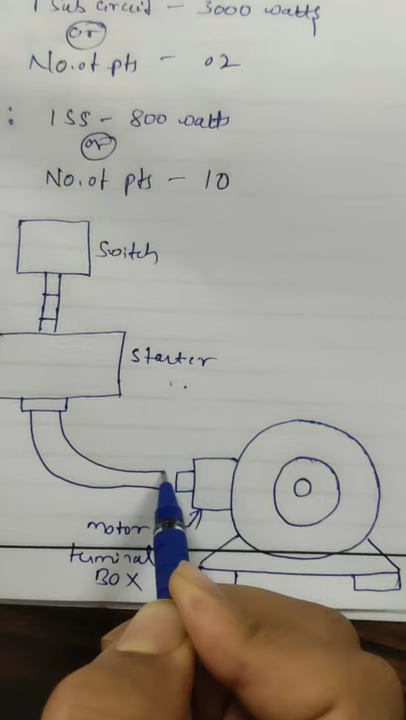 1 Sub circuit - 3000 watts
or
No. of pts - 02
: 1SS - 800 watts
or
No. of pts - 10
Switch
Starter
motor
terminal
BOX